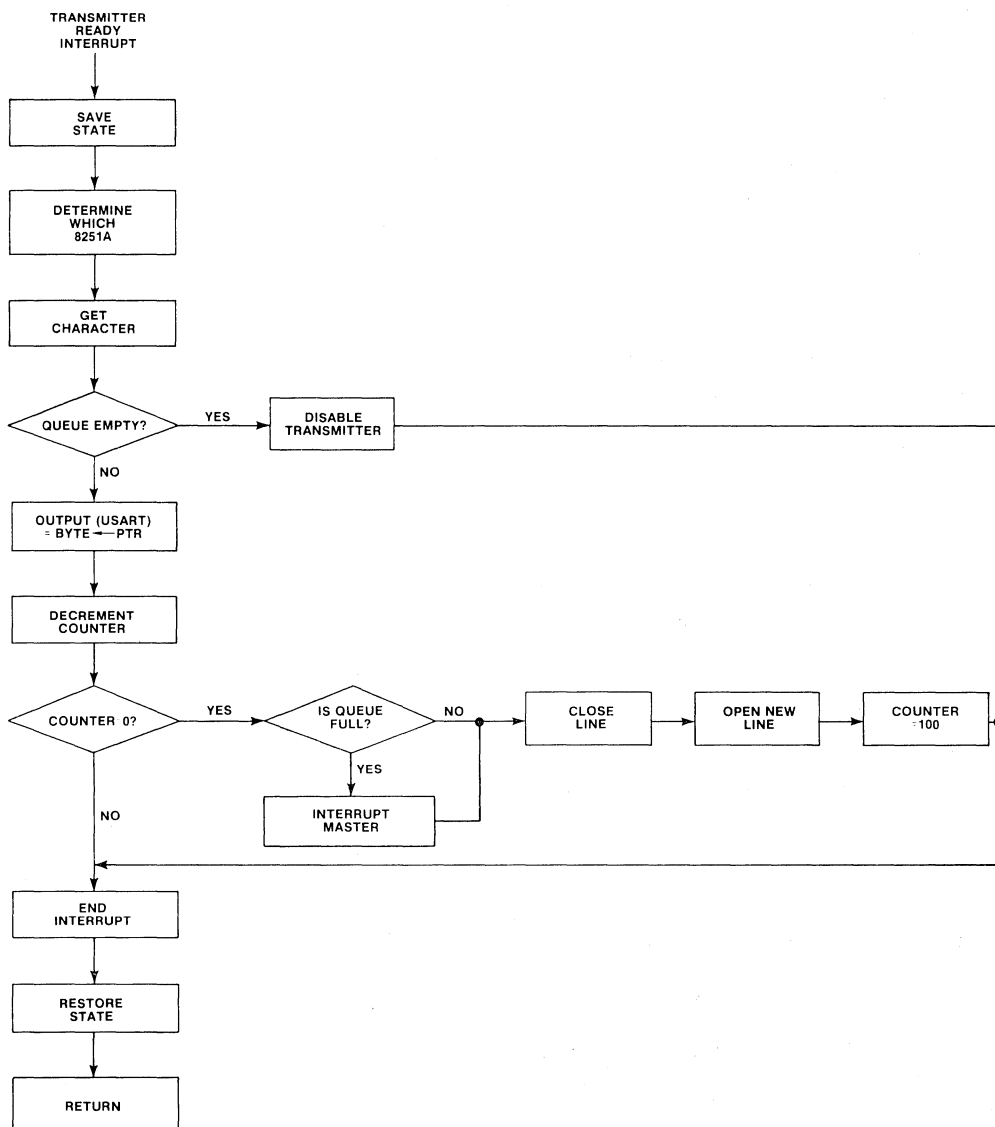 TRANSMITTER
READY
INTERRUPT
SAVE
STATE
DETERMINE
WHICH
8251A
GET
CHARACTER
QUEUE EMPTY?
YES
DISABLE
TRANSMITTER
NO
OUTPUT (USART)
= BYTE ← PTR
DECREMENT
COUNTER
COUNTER 0?
YES
IS QUEUE
FULL?
NO
CLOSE
LINE
OPEN NEW
LINE
COUNTER
=100
YES
INTERRUPT
MASTER
NO
END
INTERRUPT
RESTORE
STATE
RETURN